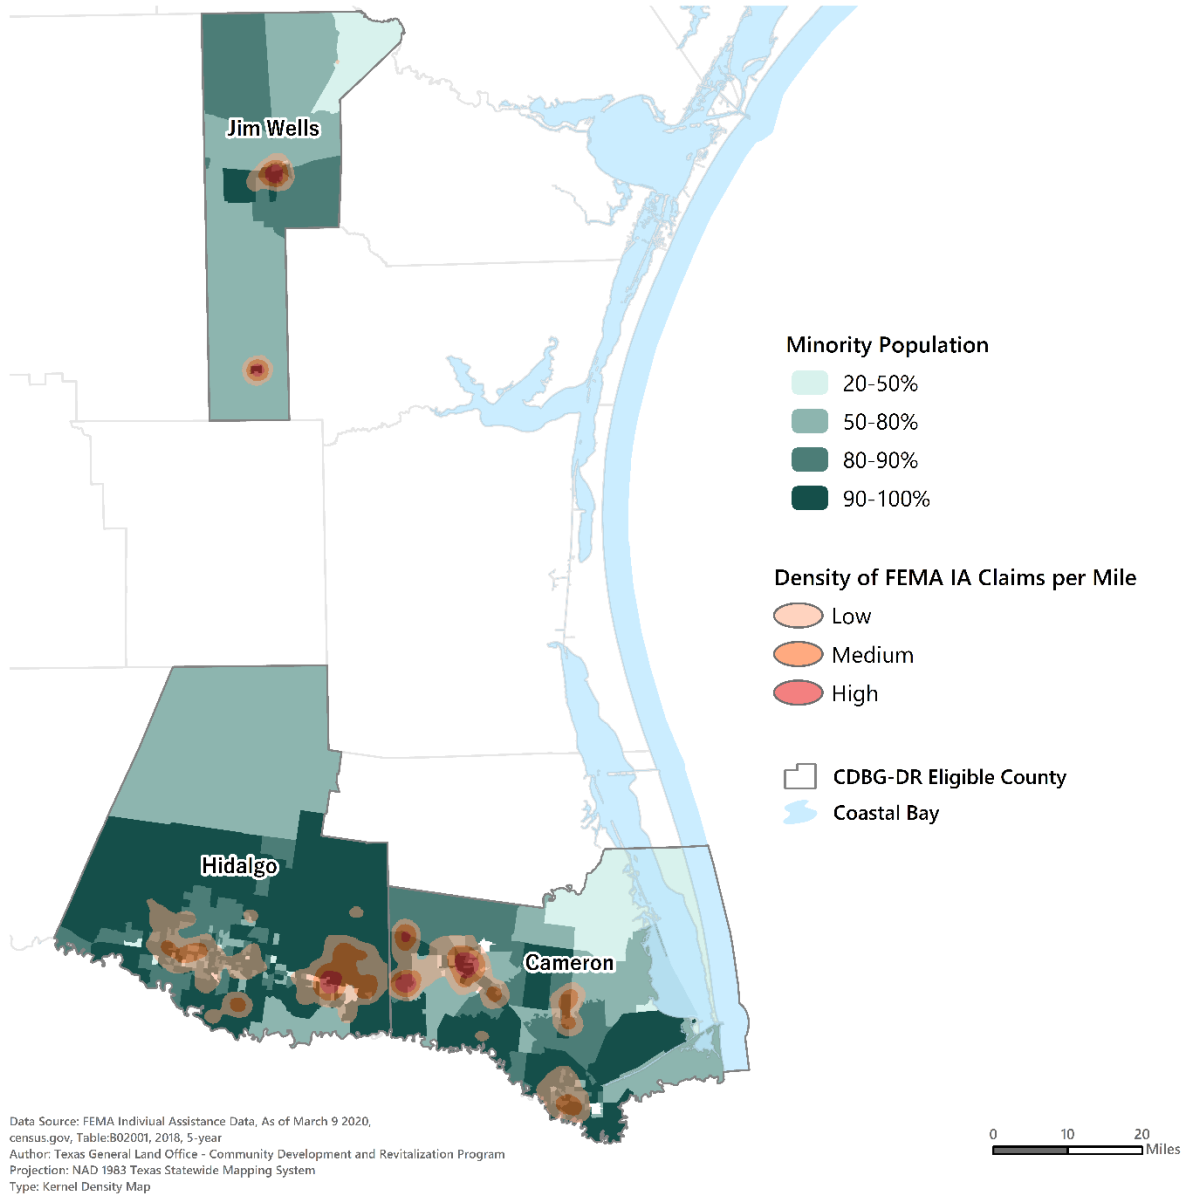 Jim Wells
Minority Population
20-50%
50-80%
80-90%
90-100%
Density of FEMA IA Claims per Mile
Low
Medium
High
CDBG-DR Eligible County
Coastal Bay
Hidalgo
Cameron
Data Source: FEMA Indiviual Assistance Data, As of March 9 2020,
census.gov, Table:B02001, 2018, 5-year
Author: Texas General Land Office - Community Development and Revitalization Program
Projection: NAD 1983 Texas Statewide Mapping System
Type: Kernel Density Map
0 10 20
Miles